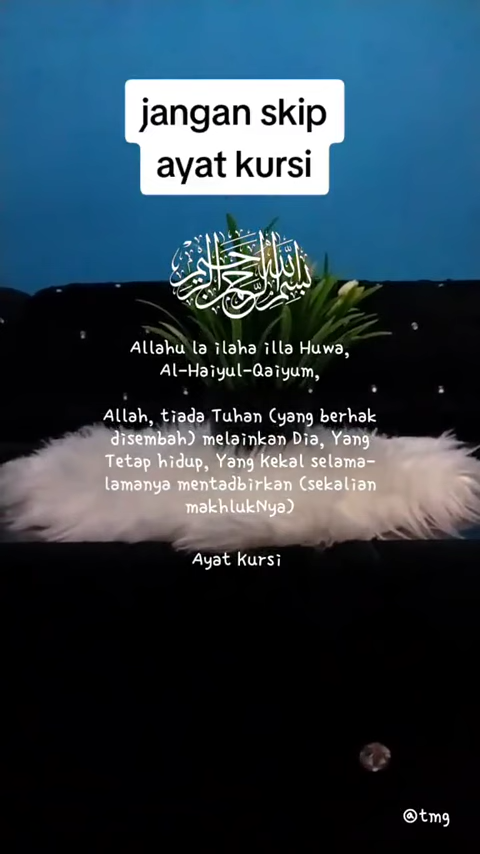 jangan skip
ayat kursi
بسم الله الرحمن الرحيم
Allahu la ilaha illa Huwa,
Al-Haiyul-Qaiyum,
Allah, tiada Tuhan (yang berhak
disembah) melainkan Dia, Yang
Tetap hidup, Yang Kekal selama-
lamanya mentadbirkan (sekalian
makhlukNya)
Ayat Kursi
@tmg